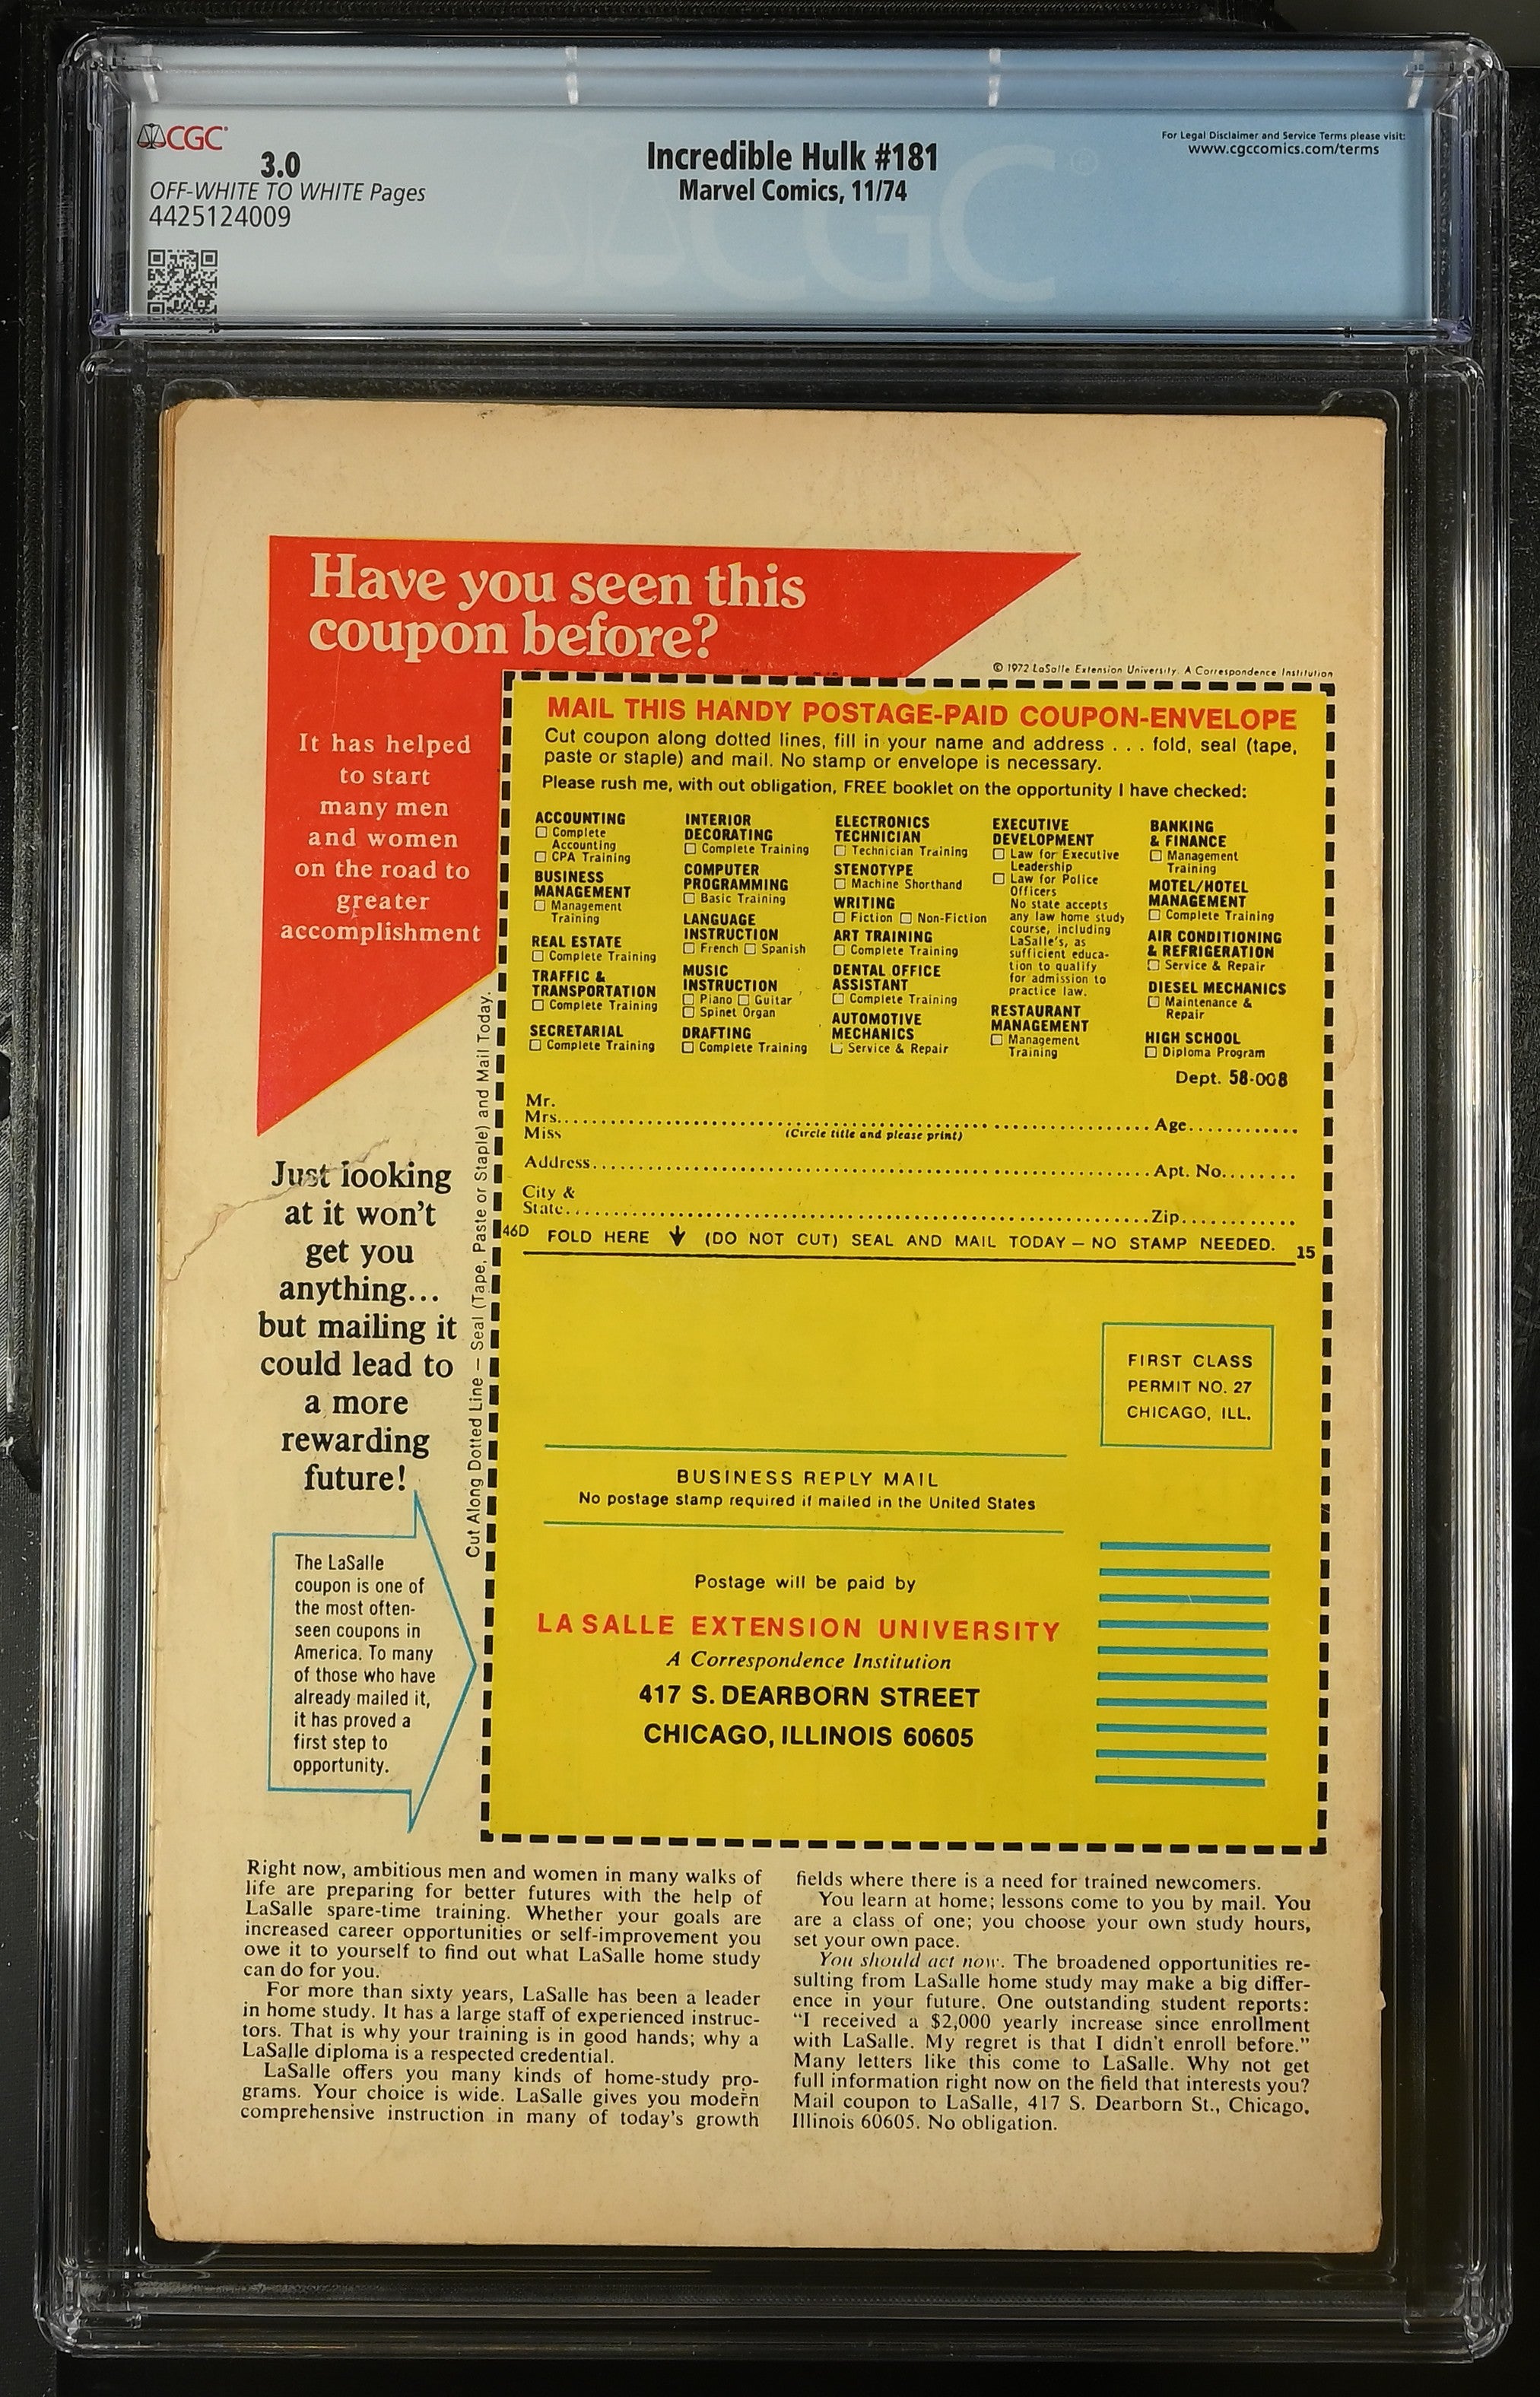 CGC
3.0
OFF-WHITE TO WHITE Pages
4425124009
Incredible Hulk #181
Marvel Comics, 11/74
For Legal Disclaimer and Service Terms please visit:
www.cgccomics.com/terms
CGC
Have you seen this
coupon before?
It has helped
to start
many men
and women
on the road to
greater
accomplishment
© 1972 LaSalle Extension University. A Correspondence Institution
MAIL THIS HANDY POSTAGE-PAID COUPON-ENVELOPE
Cut coupon along dotted lines, fill in your name and address . . . fold, seal (tape,
paste or staple) and mail. No stamp or envelope is necessary.
Please rush me, with out obligation, FREE booklet on the opportunity I have checked:
ACCOUNTING
☐ Complete
Accounting
☐ CPA Training
BUSINESS
MANAGEMENT
☐ Management
Training
REAL ESTATE
☐ Complete Training
TRAFFIC &
TRANSPORTATION
☐ Complete Training
SECRETARIAL
☐ Complete Training
INTERIOR
DECORATING
☐ Complete Training
COMPUTER
PROGRAMMING
☐ Basic Training
LANGUAGE
INSTRUCTION
☐ French ☐ Spanish
MUSIC
INSTRUCTION
☐ Piano ☐ Guitar
☐ Spinet Organ
DRAFTING
☐ Complete Training
ELECTRONICS
TECHNICIAN
☐ Technician Training
STENOTYPE
☐ Machine Shorthand
WRITING
☐ Fiction ☐ Non-Fiction
ART TRAINING
☐ Complete Training
DENTAL OFFICE
ASSISTANT
☐ Complete Training
AUTOMOTIVE
MECHANICS
☐ Service & Repair
EXECUTIVE
DEVELOPMENT
☐ Law for Executive
Leadership
☐ Law for Police
Officers
No state accepts
any law home study
course, including
LaSalle's, as
sufficient educa-
tion to qualify
for admission to
practice law.
RESTAURANT
MANAGEMENT
☐ Management
Training
BANKING
& FINANCE
☐ Management
Training
MOTEL/HOTEL
MANAGEMENT
☐ Complete Training
AIR CONDITIONING
& REFRIGERATION
☐ Service & Repair
DIESEL MECHANICS
☐ Maintenance &
Repair
HIGH SCHOOL
☐ Diploma Program
Dept. 58-008
Mr.
Mrs. Age
Miss (Circle title and please print)
Address Apt. No.
City &
State Zip
46D FOLD HERE ↓ (DO NOT CUT) SEAL AND MAIL TODAY — NO STAMP NEEDED. 15
Cut Along Dotted Line — Seal (Tape, Paste or Staple) and Mail Today.
Just looking
at it won't
get you
anything...
but mailing it
could lead to
a more
rewarding
future!
FIRST CLASS
PERMIT NO. 27
CHICAGO, ILL.
BUSINESS REPLY MAIL
No postage stamp required if mailed in the United States
Postage will be paid by
LA SALLE EXTENSION UNIVERSITY
A Correspondence Institution
417 S. DEARBORN STREET
CHICAGO, ILLINOIS 60605
The LaSalle
coupon is one of
the most often-
seen coupons in
America. To many
of those who have
already mailed it,
it has proved a
first step to
opportunity.
Right now, ambitious men and women in many walks of
life are preparing for better futures with the help of
LaSalle spare-time training. Whether your goals are
increased career opportunities or self-improvement you
owe it to yourself to find out what LaSalle home study
can do for you.
For more than sixty years, LaSalle has been a leader
in home study. It has a large staff of experienced instruc-
tors. That is why your training is in good hands; why a
LaSalle diploma is a respected credential.
LaSalle offers you many kinds of home-study pro-
grams. Your choice is wide. LaSalle gives you modern
comprehensive instruction in many of today's growth
fields where there is a need for trained newcomers.
You learn at home; lessons come to you by mail. You
are a class of one; you choose your own study hours,
set your own pace.
You should act now. The broadened opportunities re-
sulting from LaSalle home study may make a big differ-
ence in your future. One outstanding student reports:
"I received a $2,000 yearly increase since enrollment
with LaSalle. My regret is that I didn't enroll before."
Many letters like this come to LaSalle. Why not get
full information right now on the field that interests you?
Mail coupon to LaSalle, 417 S. Dearborn St., Chicago,
Illinois 60605. No obligation.